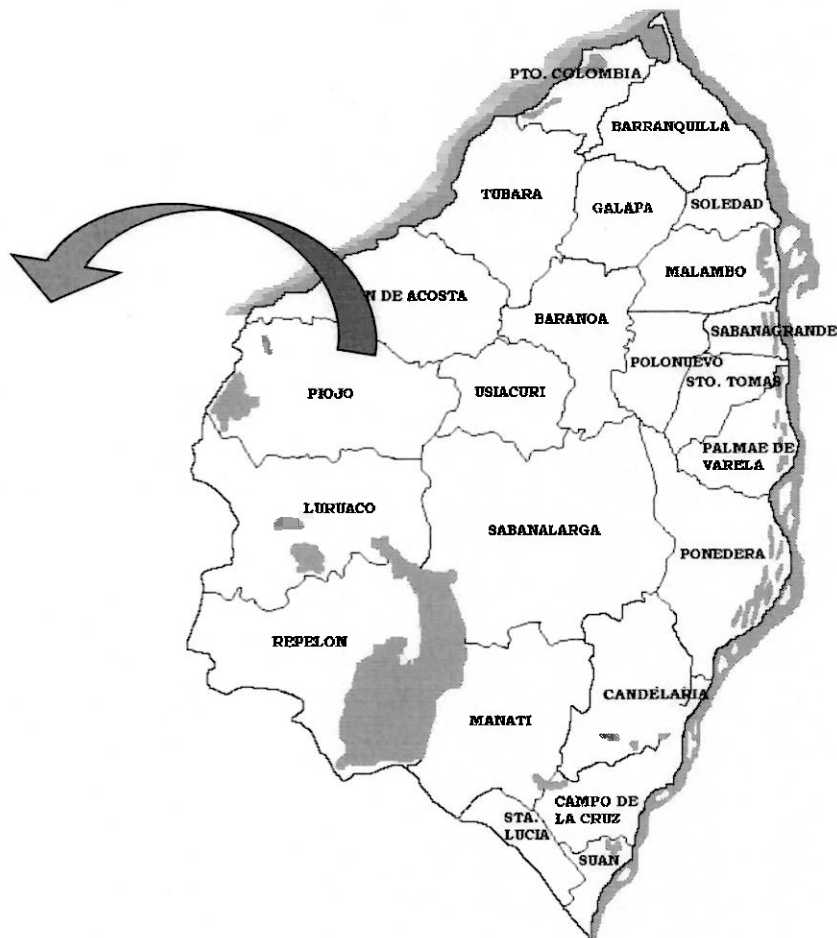 PTO. COLOMBIA
BARRANQUILLA
TUBARA
GALAPA
SOLEDAD
MALAMBO
N DE ACOSTA
BARANOA
SABANAGRANDE
POLONUEVO
STO. TOMAS
PIOJO
USIACURI
PALMAE DE
VARELA
LURUACO
SABANALARGA
PONEDERA
REPELON
CANDELARIA
MANATI
CAMPO DE
LA CRUZ
STA.
LUCIA
SUAN